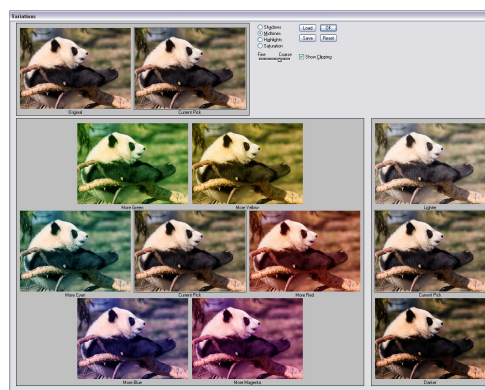 Variations
Original
Current Pick
Shadows
Midtones
Highlights
Saturation
Fine Coarse
Load OK
Save Reset
Show Clipping
More Green
More Yellow
Lighter
More Cyan
Current Pick
More Red
Current Pick
More Blue
More Magenta
Darker